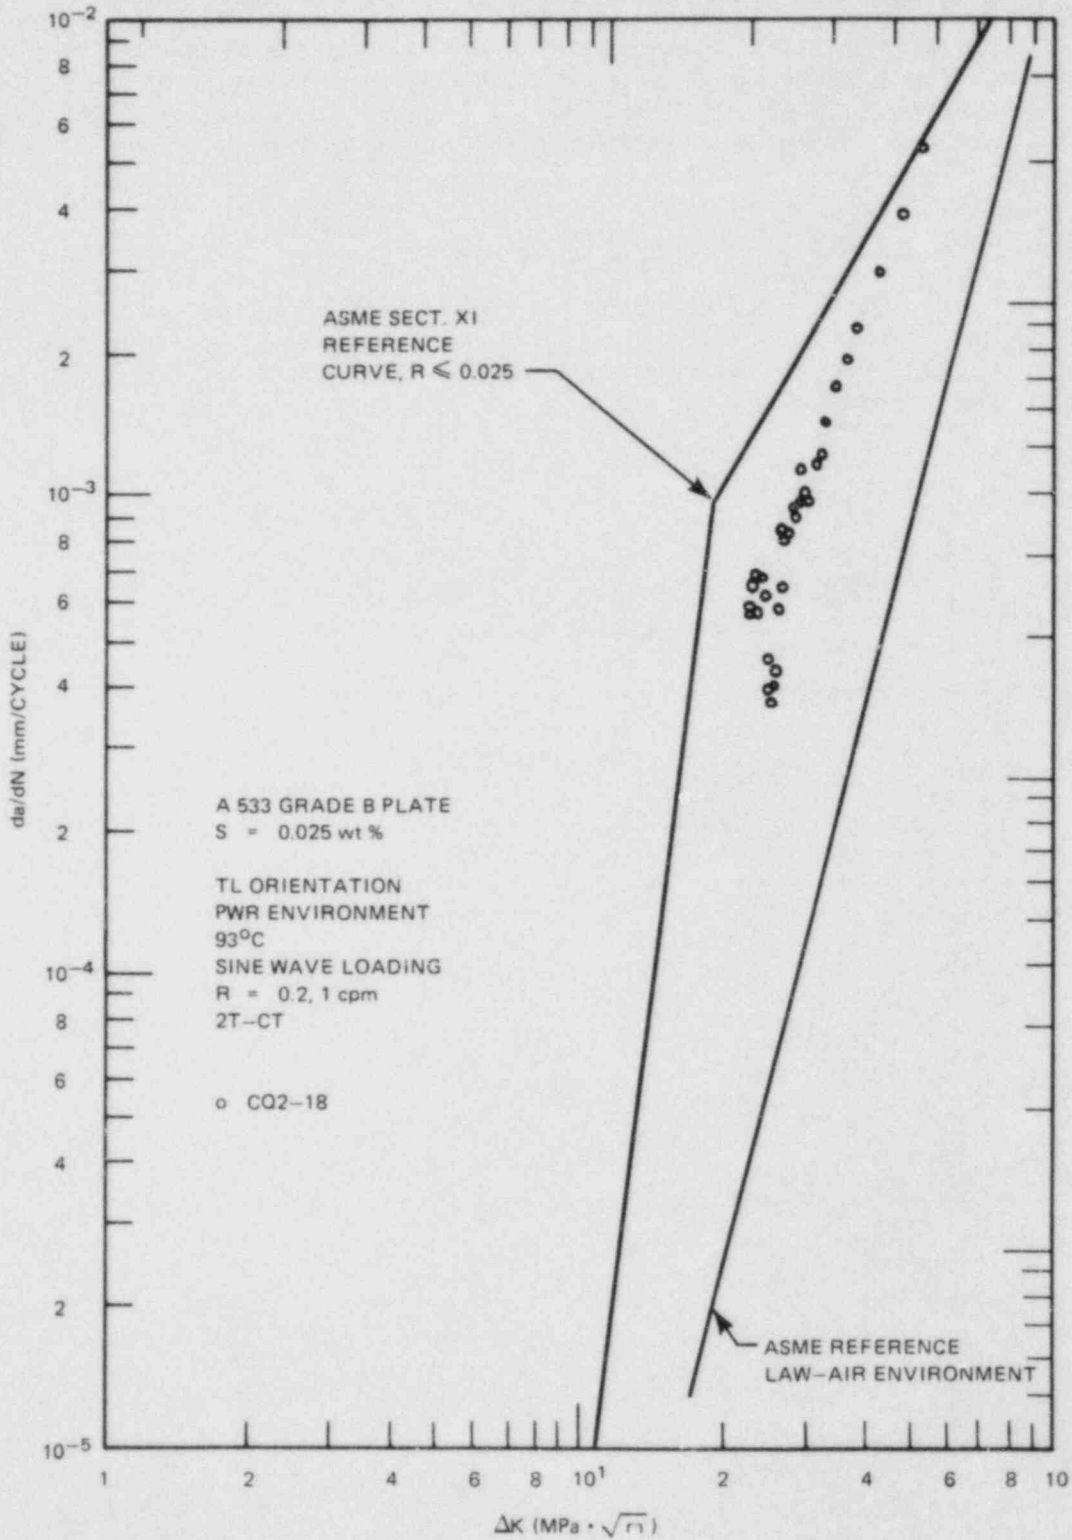 10⁻²
8
6
4
2
10⁻³
8
6
4
2
10⁻⁴
8
6
4
2
10⁻⁵
da/dN (mm/CYCLE)
ASME SECT. XI
REFERENCE
CURVE, R ⩽ 0.025
A 533 GRADE B PLATE
S = 0.025 wt %
TL ORIENTATION
PWR ENVIRONMENT
93°C
SINE WAVE LOADING
R = 0.2, 1 cpm
2T-CT
o CQ2-18
ASME REFERENCE
LAW-AIR ENVIRONMENT
1 2 4 6 8 10¹ 2 4 6 8 10
ΔK (MPa · √m)